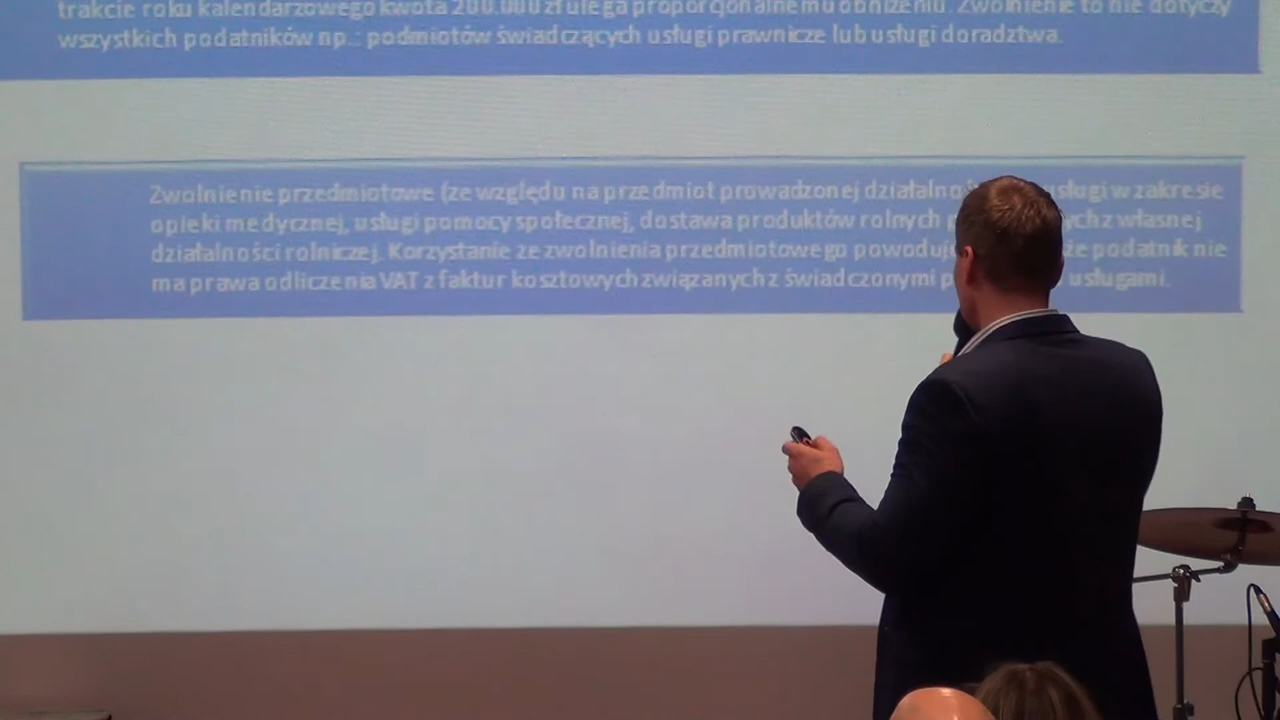 trakcie roku kalendarzowego kwota 200.000 zł ulega proporcjonalnemu obniżeniu. Zwolnienie to nie dotyczy
wszystkich podatników np.: podmiotów świadczących usługi prawnicze lub usługi doradztwa.
Zwolnienie przedmiotowe (ze względu na przedmiot prowadzonej usługi w zakresie
opieki medycznej, usługi pomocy społecznej, dostawa produktów rolnych z własnej
działalności rolniczej. Korzystanie ze zwolnienia przedmiotowego że podatnik nie
ma prawa odliczenia VAT z faktur kosztowych związanych z świadczonymi usługami.